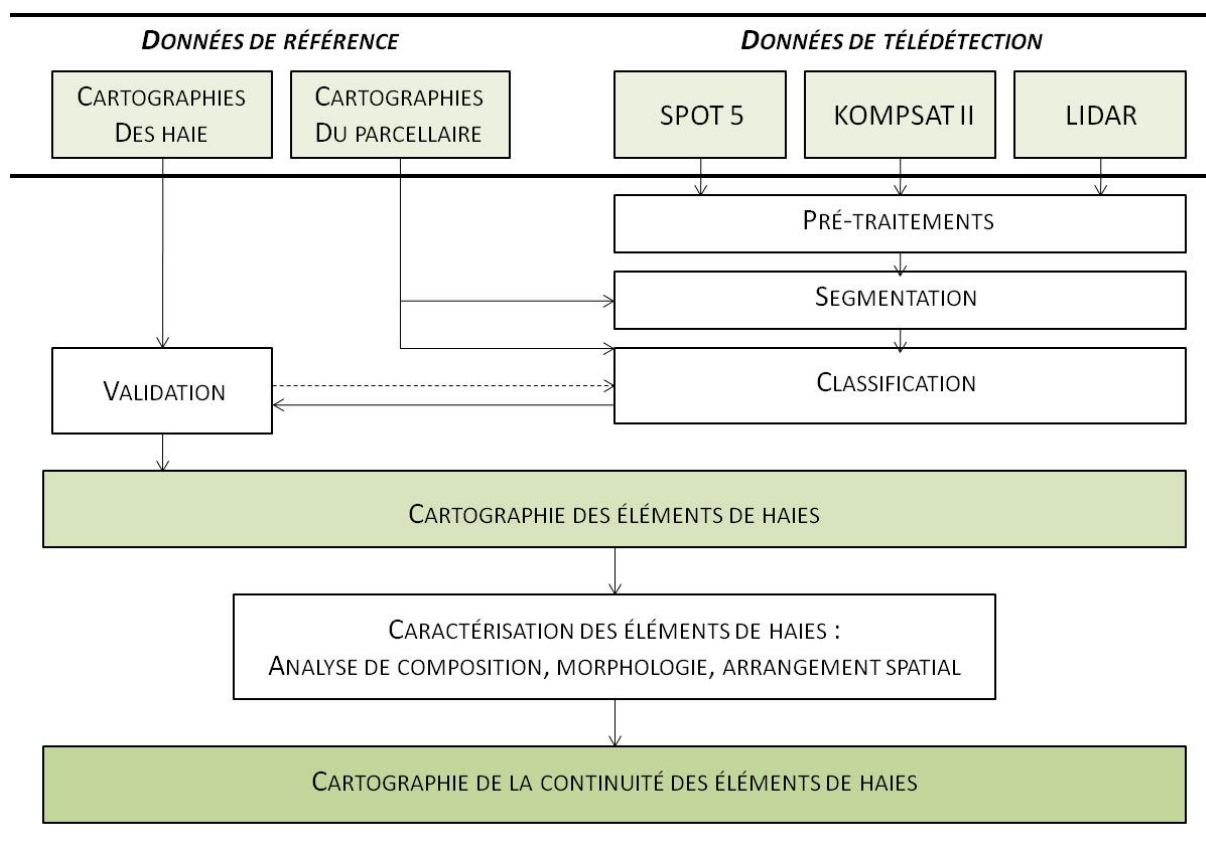 DONNÉES DE RÉFÉRENCE
DONNÉES DE TÉLÉDÉTECTION
CARTOGRAPHIES
DES HAIE
CARTOGRAPHIES
DU PARCELLAIRE
SPOT 5
KOMPSAT II
LIDAR
PRÉ-TRAITEMENTS
SEGMENTATION
VALIDATION
CLASSIFICATION
CARTOGRAPHIE DES ÉLÉMENTS DE HAIES
CARACTÉRISATION DES ÉLÉMENTS DE HAIES :
ANALYSE DE COMPOSITION, MORPHOLOGIE, ARRANGEMENT SPATIAL
CARTOGRAPHIE DE LA CONTINUITÉ DES ÉLÉMENTS DE HAIES